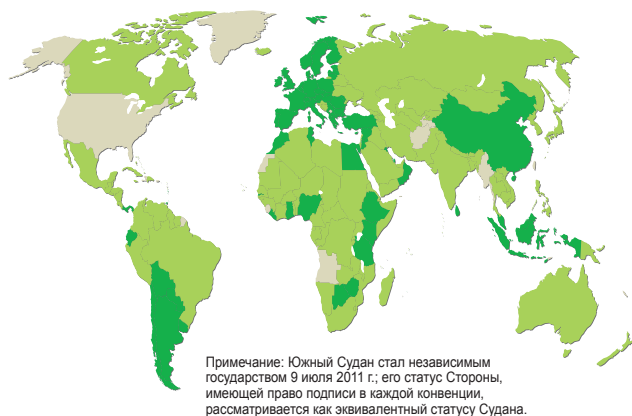 Примечание: Южный Судан стал независимым
государством 9 июля 2011 г.; его статус Стороны,
имеющей право подписи в каждой конвенции,
рассматривается как эквивалентный статусу Судана.